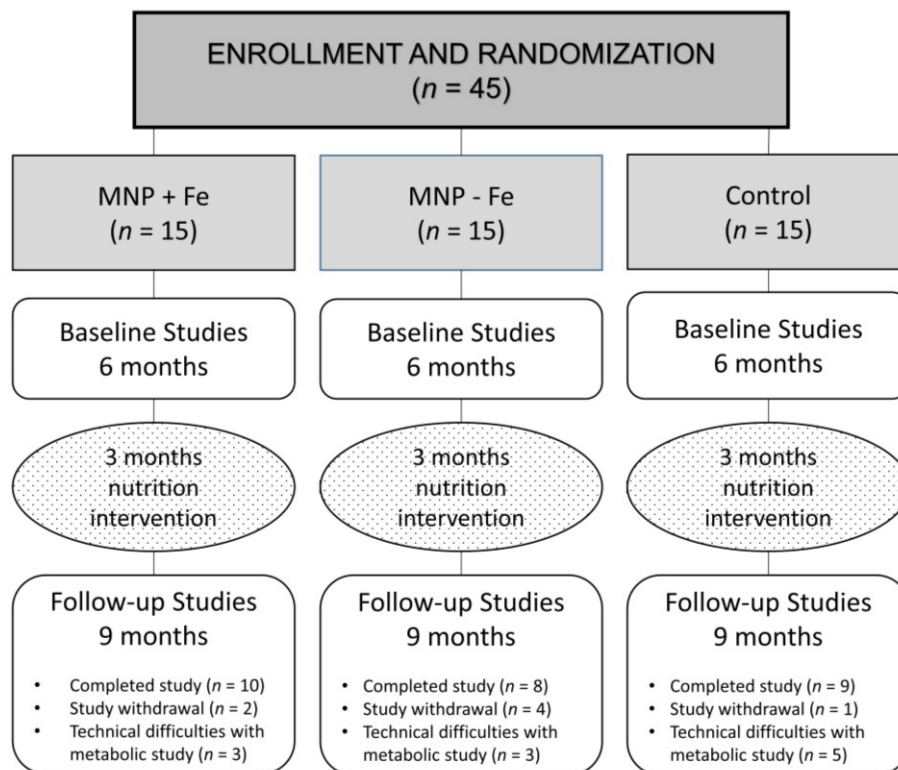 ENROLLMENT AND RANDOMIZATION
(n = 45)
MNP + Fe
(n = 15)
MNP - Fe
(n = 15)
Control
(n = 15)
Baseline Studies
6 months
Baseline Studies
6 months
Baseline Studies
6 months
3 months
nutrition
intervention
3 months
nutrition
intervention
3 months
nutrition
intervention
Follow-up Studies
9 months
• Completed study (n = 10)
• Study withdrawal (n = 2)
• Technical difficulties with
metabolic study (n = 3)
Follow-up Studies
9 months
• Completed study (n = 8)
• Study withdrawal (n = 4)
• Technical difficulties with
metabolic study (n = 3)
Follow-up Studies
9 months
• Completed study (n = 9)
• Study withdrawal (n = 1)
• Technical difficulties with
metabolic study (n = 5)